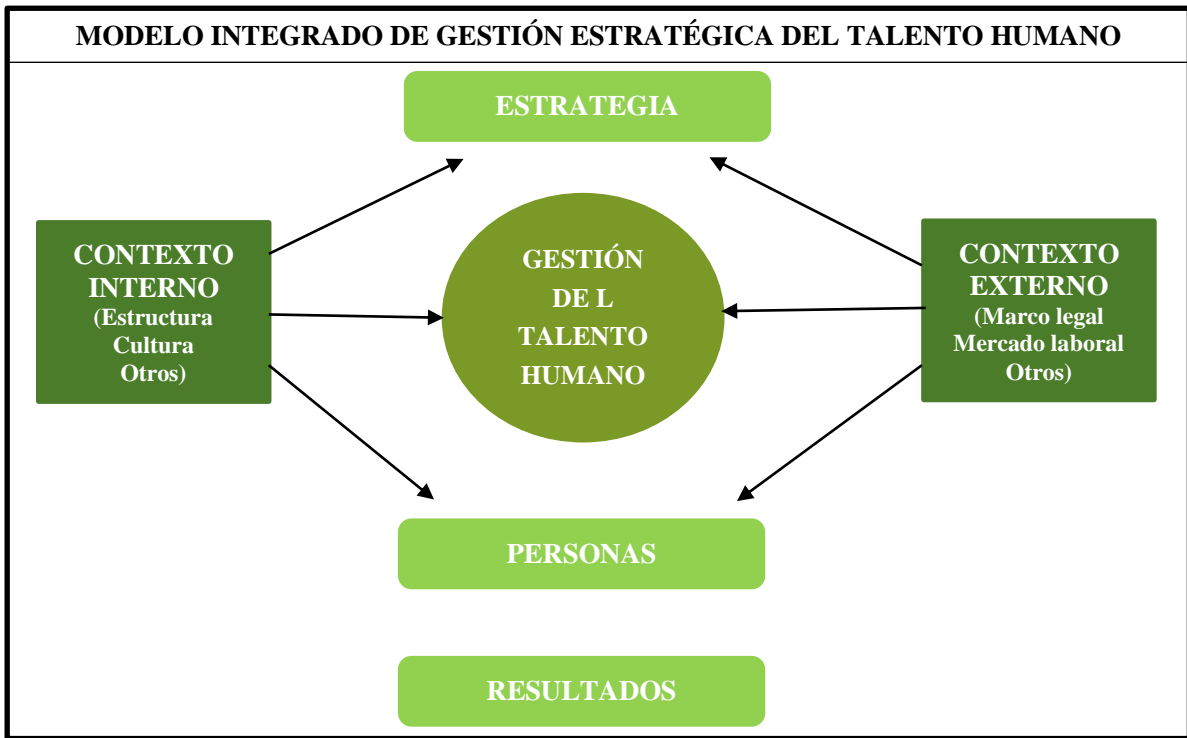 MODELO INTEGRADO DE GESTIÓN ESTRATÉGICA DEL TALENTO HUMANO
ESTRATEGIA
CONTEXTO
INTERNO
(Estructura
Cultura
Otros)
GESTIÓN
DE L
TALENTO
HUMANO
CONTEXTO
EXTERNO
(Marco legal
Mercado laboral
Otros)
PERSONAS
RESULTADOS